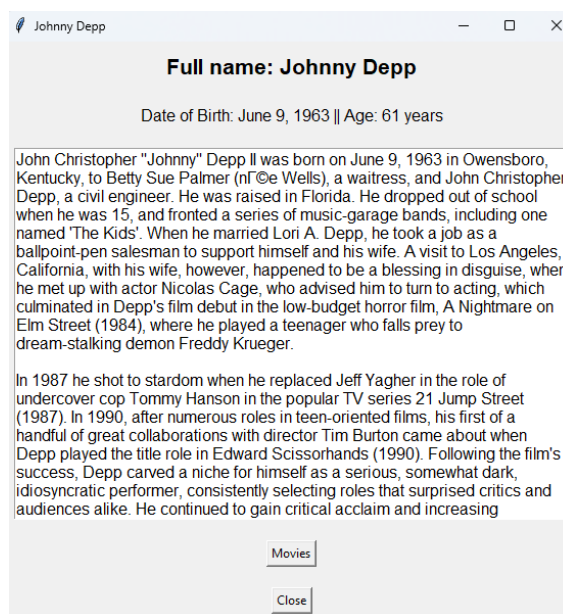 Johnny Depp
Full name: Johnny Depp
Date of Birth: June 9, 1963 || Age: 61 years
John Christopher "Johnny" Depp II was born on June 9, 1963 in Owensboro,
Kentucky, to Betty Sue Palmer (nГ©e Wells), a waitress, and John Christopher
Depp, a civil engineer. He was raised in Florida. He dropped out of school
when he was 15, and fronted a series of music-garage bands, including one
named 'The Kids'. When he married Lori A. Depp, he took a job as a
ballpoint-pen salesman to support himself and his wife. A visit to Los Angeles,
California, with his wife, however, happened to be a blessing in disguise, when
he met up with actor Nicolas Cage, who advised him to turn to acting, which
culminated in Depp's film debut in the low-budget horror film, A Nightmare on
Elm Street (1984), where he played a teenager who falls prey to
dream-stalking demon Freddy Krueger.
In 1987 he shot to stardom when he replaced Jeff Yagher in the role of
undercover cop Tommy Hanson in the popular TV series 21 Jump Street
(1987). In 1990, after numerous roles in teen-oriented films, his first of a
handful of great collaborations with director Tim Burton came about when
Depp played the title role in Edward Scissorhands (1990). Following the film's
success, Depp carved a niche for himself as a serious, somewhat dark,
idiosyncratic performer, consistently selecting roles that surprised critics and
audiences alike. He continued to gain critical acclaim and increasing
Movies
Close